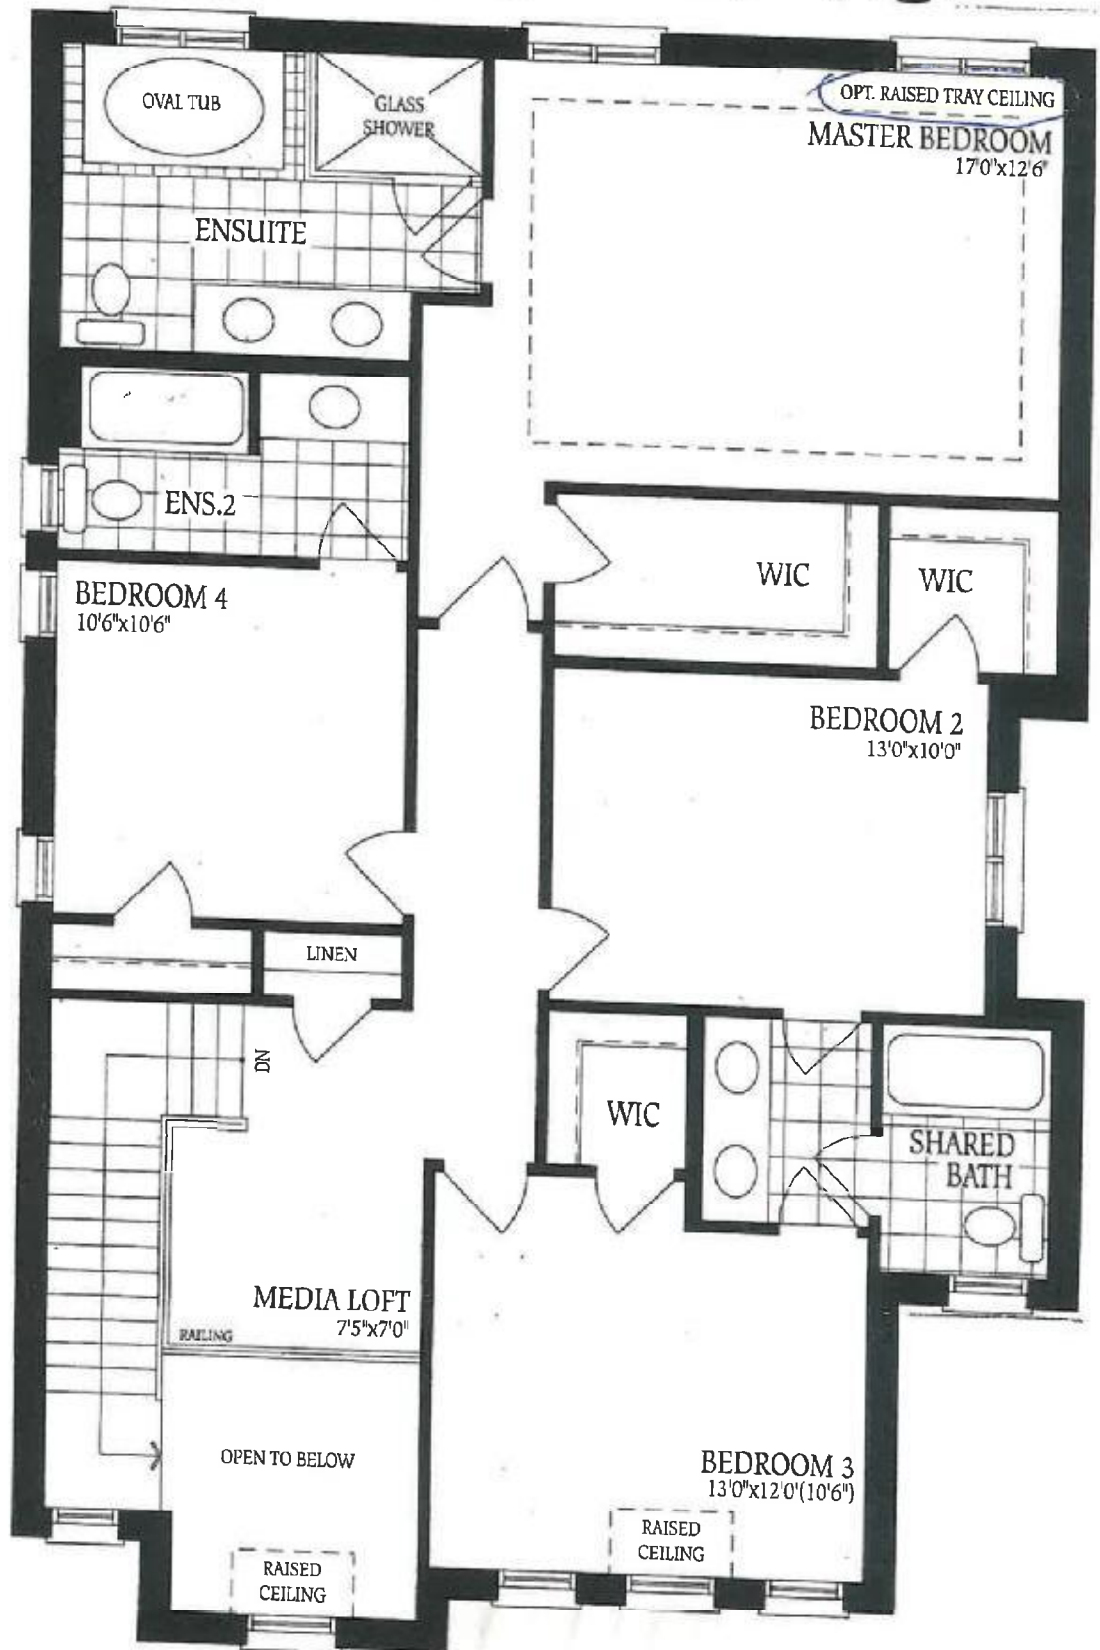 OVAL TUB
GLASS
SHOWER
OPT. RAISED TRAY CEILING
MASTER BEDROOM
17'0"x12'6"
ENSUITE
ENS.2
WIC
WIC
BEDROOM 4
10'6"x10'6"
BEDROOM 2
13'0"x10'0"
LINEN
DN
WIC
SHARED
BATH
MEDIA LOFT
7'5"x7'0"
RAILING
OPEN TO BELOW
BEDROOM 3
13'0"x12'0'(10'6")
RAISED
CEILING
RAISED
CEILING